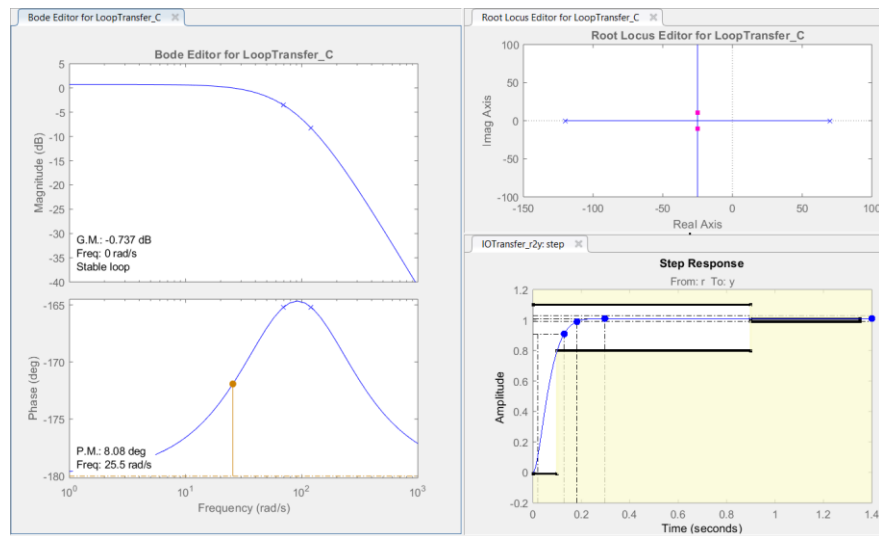 Bode Editor for LoopTransfer_C
Bode Editor for LoopTransfer_C
5
0
-5
-10
-15
-20
-25
-30
-35
-40
Magnitude (dB)
G.M.: -0.737 dB
Freq: 0 rad/s
Stable loop
-165
-170
-175
-180
Phase (deg)
P.M.: 8.08 deg
Freq: 25.5 rad/s
10^0
10^1
10^2
10^3
Frequency (rad/s)
Root Locus Editor for LoopTransfer_C
Root Locus Editor for LoopTransfer_C
100
50
0
-50
-100
Imag Axis
-150
-100
-50
0
50
100
Real Axis
IOTransfer_r2y: step
Step Response
From: r To: y
1.2
1
0.8
0.6
0.4
0.2
0
-0.2
Amplitude
0
0.2
0.4
0.6
0.8
1
1.2
1.4
Time (seconds)